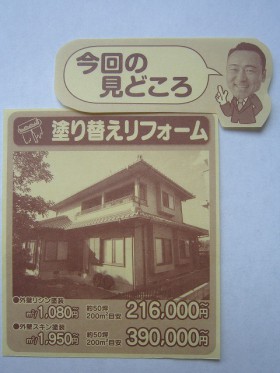 今回の
見どころ
塗り替えリフォーム
●外壁リシン塗装
㎡/1,080円~ 約50坪 200㎡目安 216,000円~
●外壁スキン塗装
㎡/1,950円~ 約50坪 200㎡目安 390,000円~